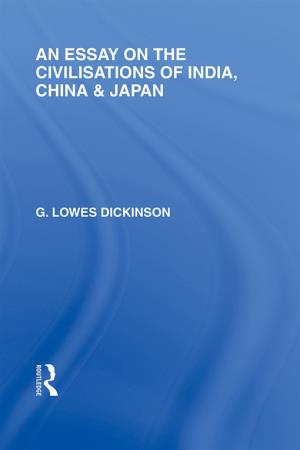 AN ESSAY ON THE
CIVILISATIONS OF INDIA,
CHINA & JAPAN
G. LOWES DICKINSON
ROUTLEDGE